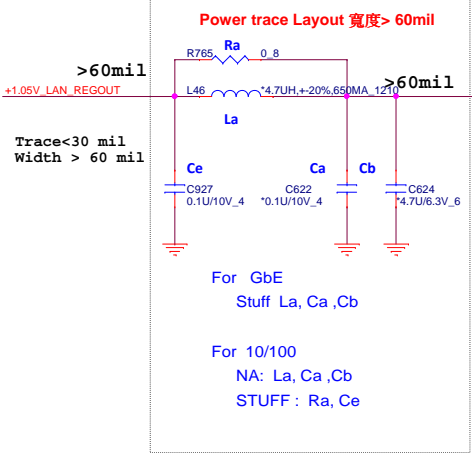 Power trace Layout 寬度> 60mil
Ra
R765 0_8
>60mil
>60mil
+1.05V_LAN_REGOUT
L46 *4.7UH,+-20%,650MA_1210
La
Trace<30 mil
Width > 60 mil
Ce Ca Cb
C927 C622 C624
0.1U/10V_4 *0.1U/10V_4 *4.7U/6.3V_6
For GbE
Stuff La, Ca ,Cb
For 10/100
NA: La, Ca ,Cb
STUFF : Ra, Ce